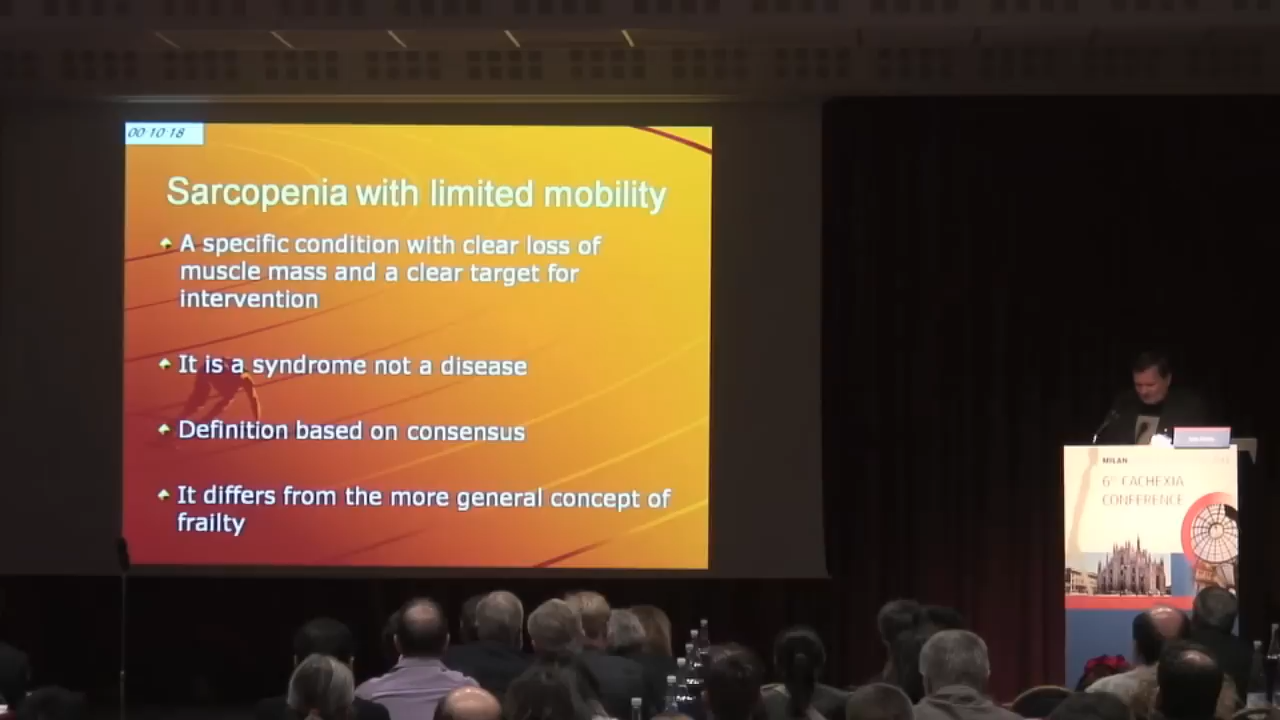 00 10 18
Sarcopenia with limited mobility
A specific condition with clear loss of
muscle mass and a clear target for
intervention
It is a syndrome not a disease
Definition based on consensus
It differs from the more general concept of
frailty
MILAN
6th CACHEXIA
CONFERENCE